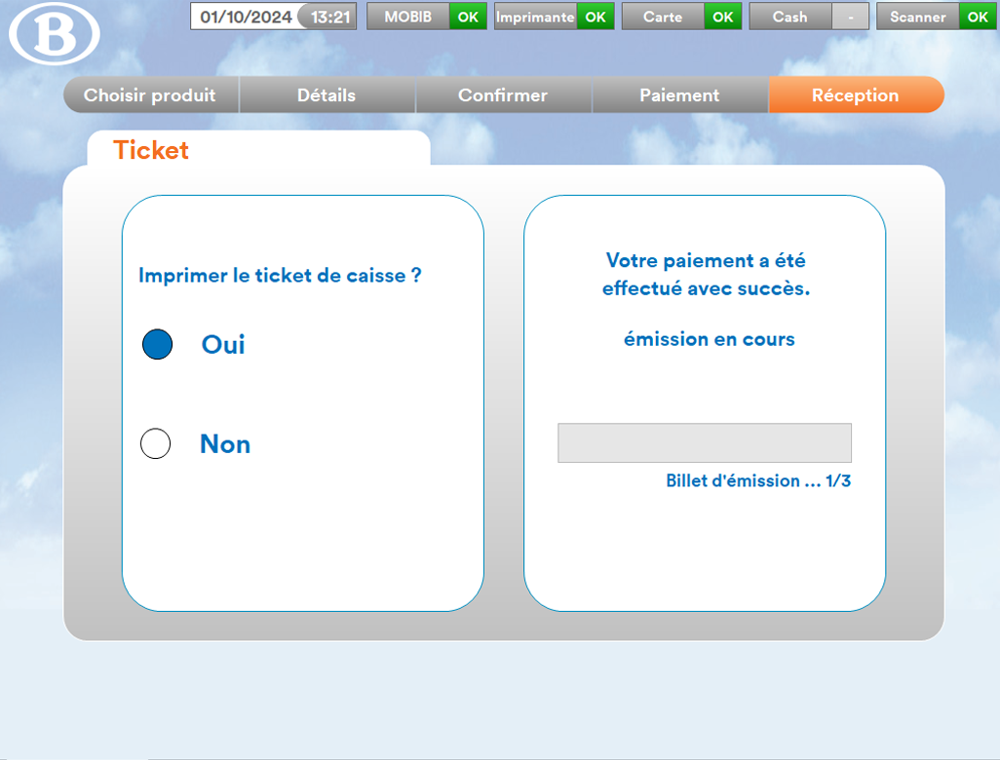 B
01/10/2024 13:21 MOBIB OK Imprimante OK Carte OK Cash - Scanner OK
Choisir produit Détails Confirmer Paiement Réception
Ticket
Imprimer le ticket de caisse ?
Oui
Non
Votre paiement a été
effectué avec succès.
émission en cours
Billet d'émission ... 1/3